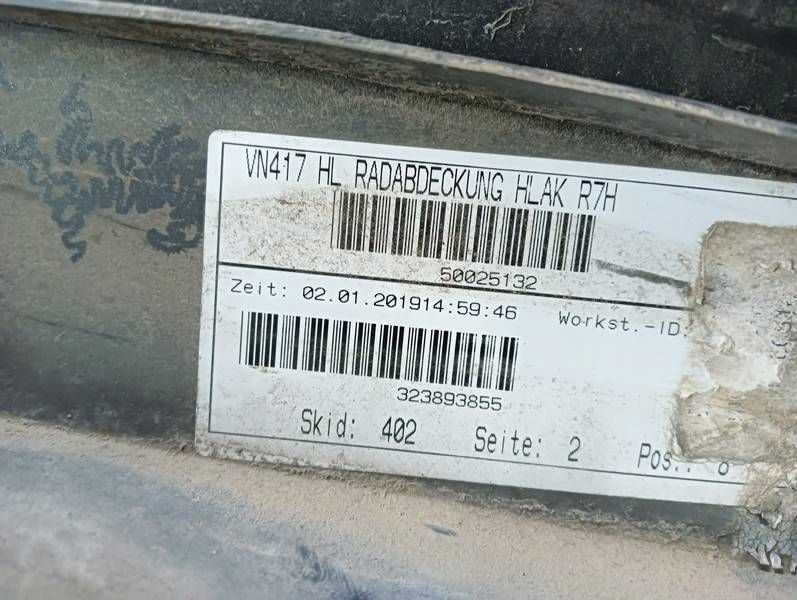 VN417 HL RADABDECKUNG HLAK R7H
50025132
Zeit: 02.01.201914:59:46 Workst.-ID.
323893855
Skid: 402 Seite: 2 Pos.: